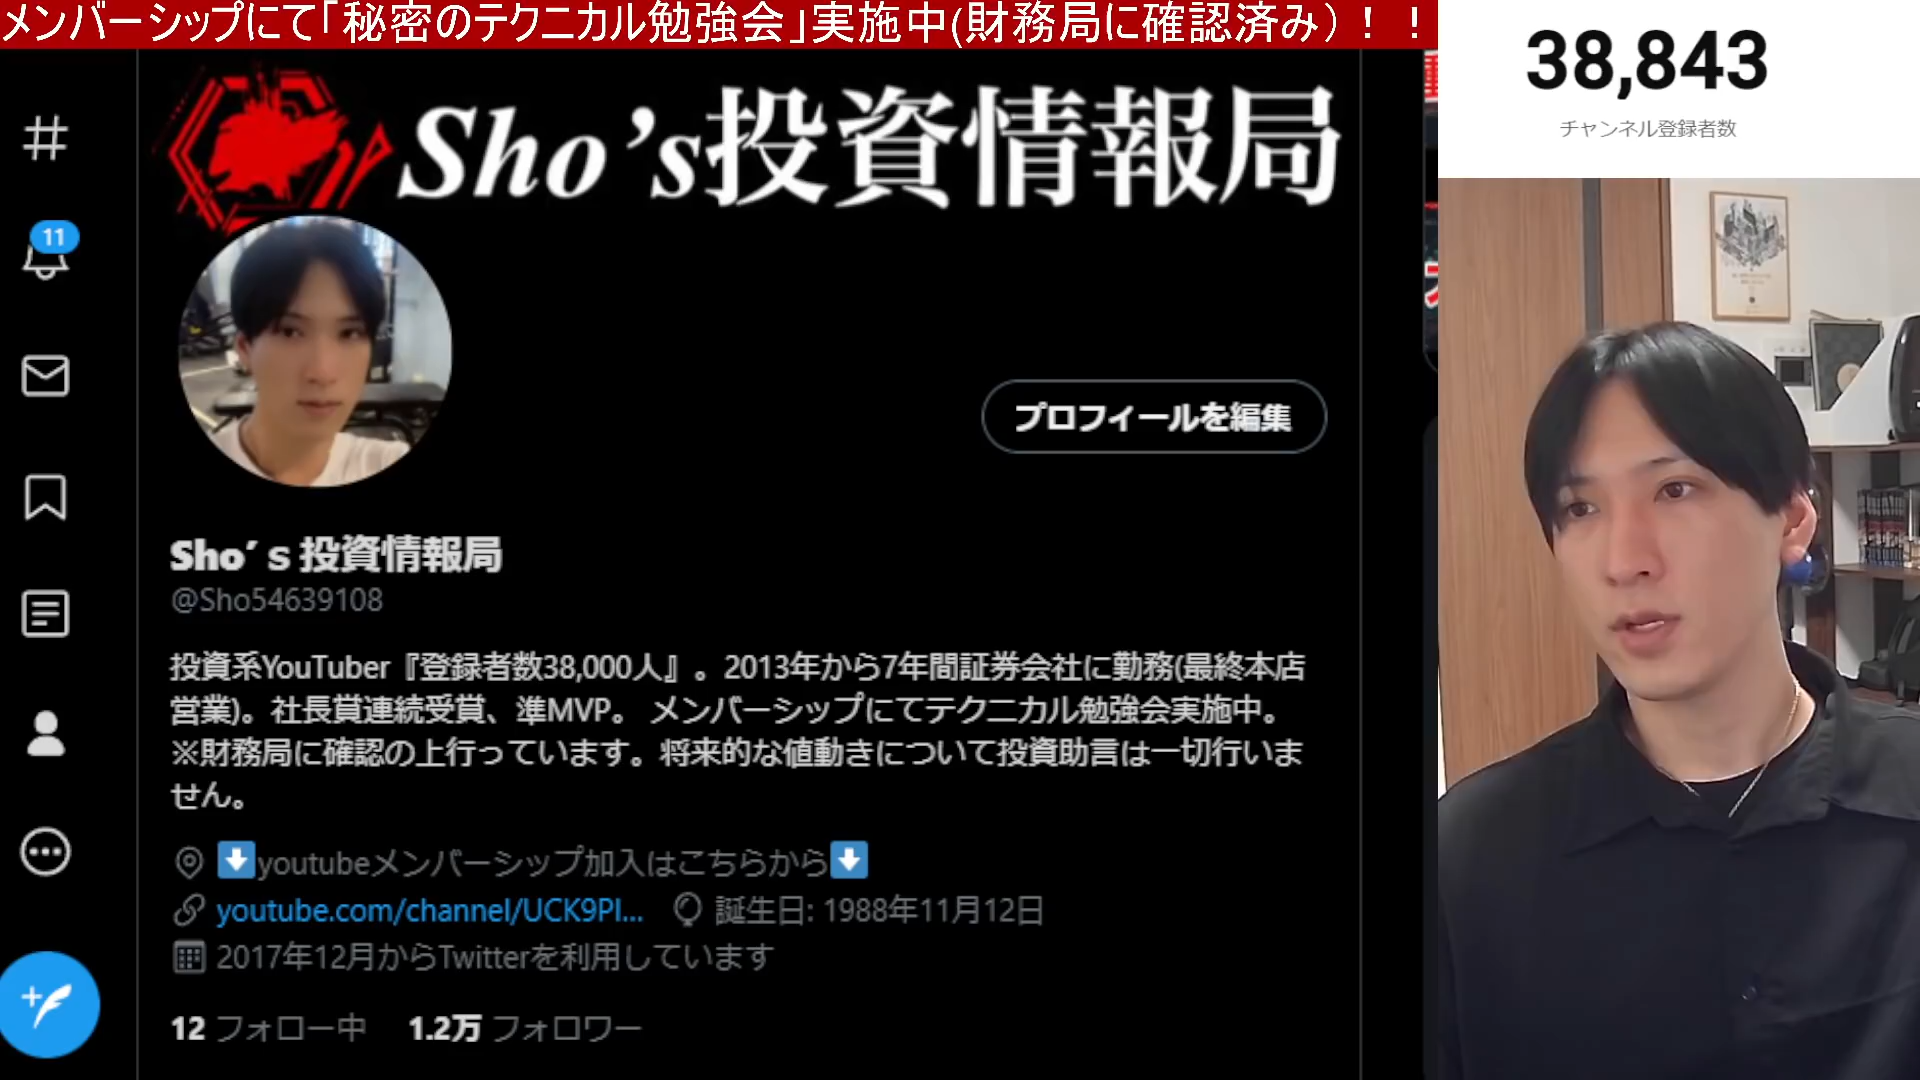 メンバーシップにて「秘密のテクニカル勉強会」実施中(財務局に確認済み）！！
38,843
チャンネル登録者数
Sho’s投資情報局
11
プロフィールを編集
Sho′ｓ投資情報局
@Sho54639108
投資系YouTuber『登録者数38,000人』。2013年から7年間証券会社に勤務(最終本店
営業)。社長賞連続受賞、準MVP。 メンバーシップにてテクニカル勉強会実施中。
※財務局に確認の上行っています。将来的な値動きについて投資助言は一切行いま
せん。
⬇youtubeメンバーシップ加入はこちらから⬇
youtube.com/channel/UCK9PI... 誕生日: 1988年11月12日
2017年12月からTwitterを利用しています
12 フォロー中 1.2万 フォロワー